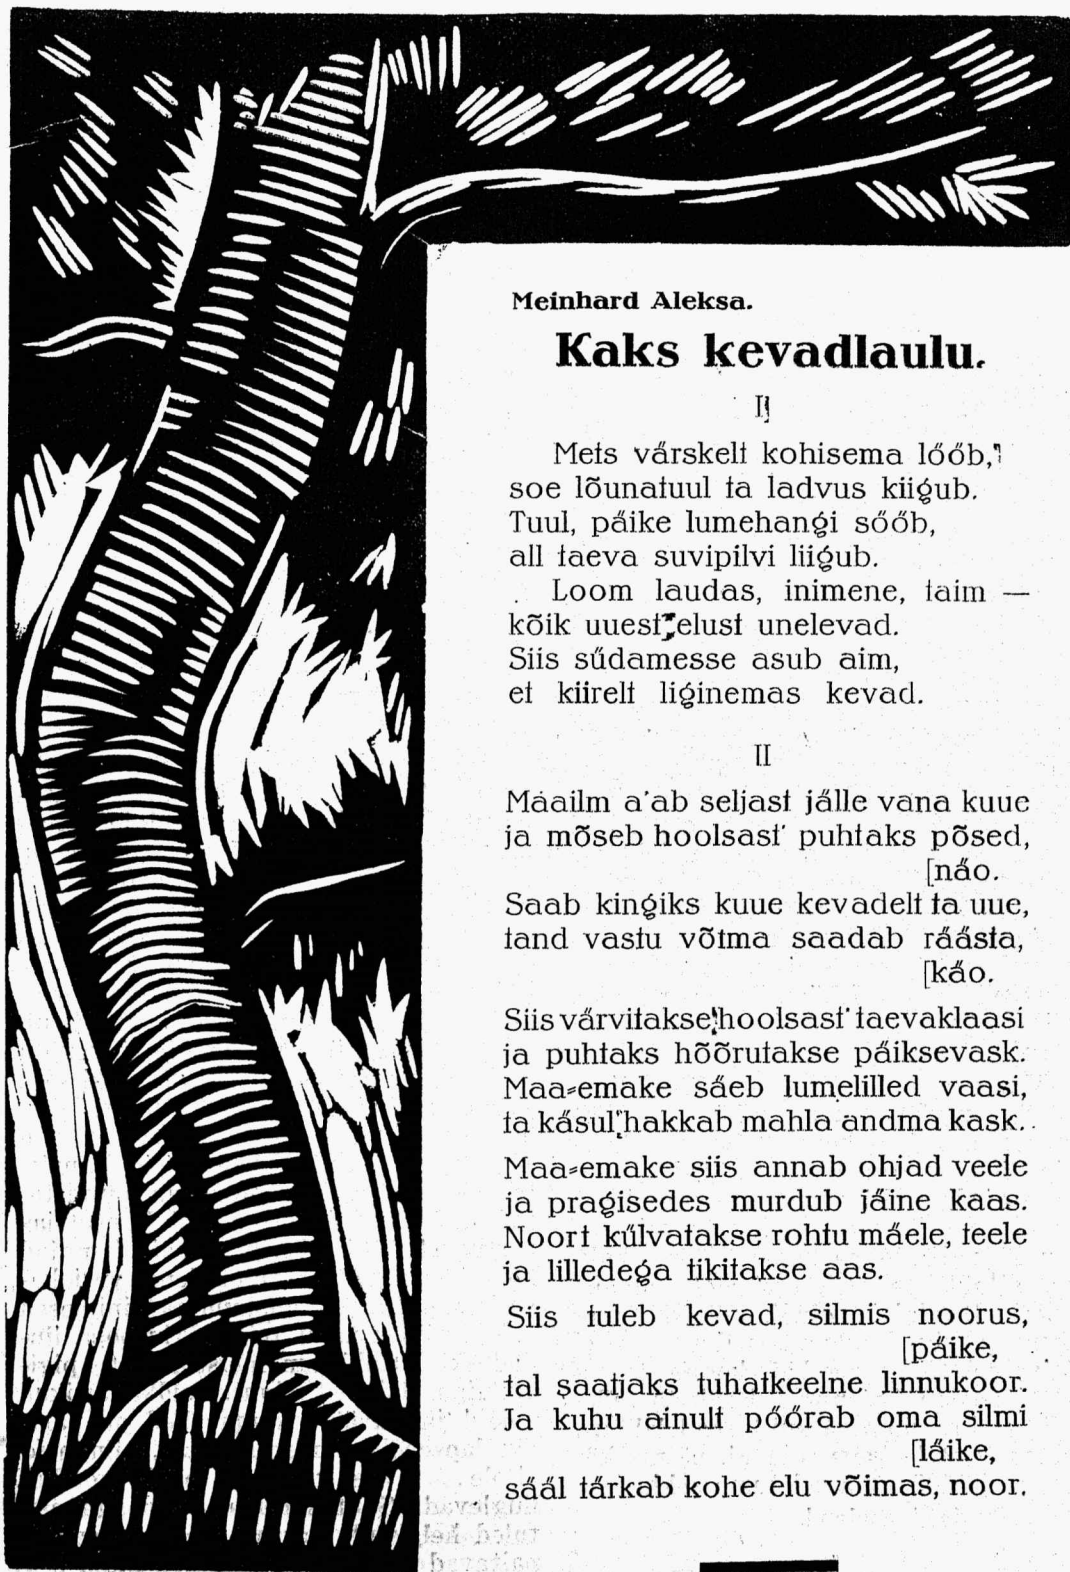 Meinhard Aleksa.
Kaks kevadlaulu.
I
Mets värskelt kohisema lööb,
soe lõunatuul ta ladvus kiigub.
Tuul, päike lumehangi sööb,
all taeva suvipilvi liigub.
Loom laudas, inimene, taim —
kõik uuest elust unelevad.
Siis südamesse asub aim,
et kiirelt liginemas kevad.
II
Maailm a'ab seljast jälle vana kuue
ja mõseb hoolsast' puhtaks põsed,
[näo.
Saab kingiks kuue kevadelt ta uue,
tand vastu võtma saadab räästa,
[käo.
Siis värvitakse hoolsast' taevaklaasi
ja puhtaks höörutakse päiksevask.
Maa-emake säeb lumelilled vaasi,
ta käsul hakkab mahla andma kask.
Maa-emake siis annab ohjad veele
ja pragisedes murdub jäine kaas.
Noort külvatakse rohtu mäele, teele
ja lilledega tikitakse aas.
Siis tuleb kevad, silmis noorus,
[päike,
tal saatjaks tuhatkeelne linnukoor.
Ja kuhu ainult pöörab oma silmi
[läike,
sääl tärkab kohe elu võimas, noor.